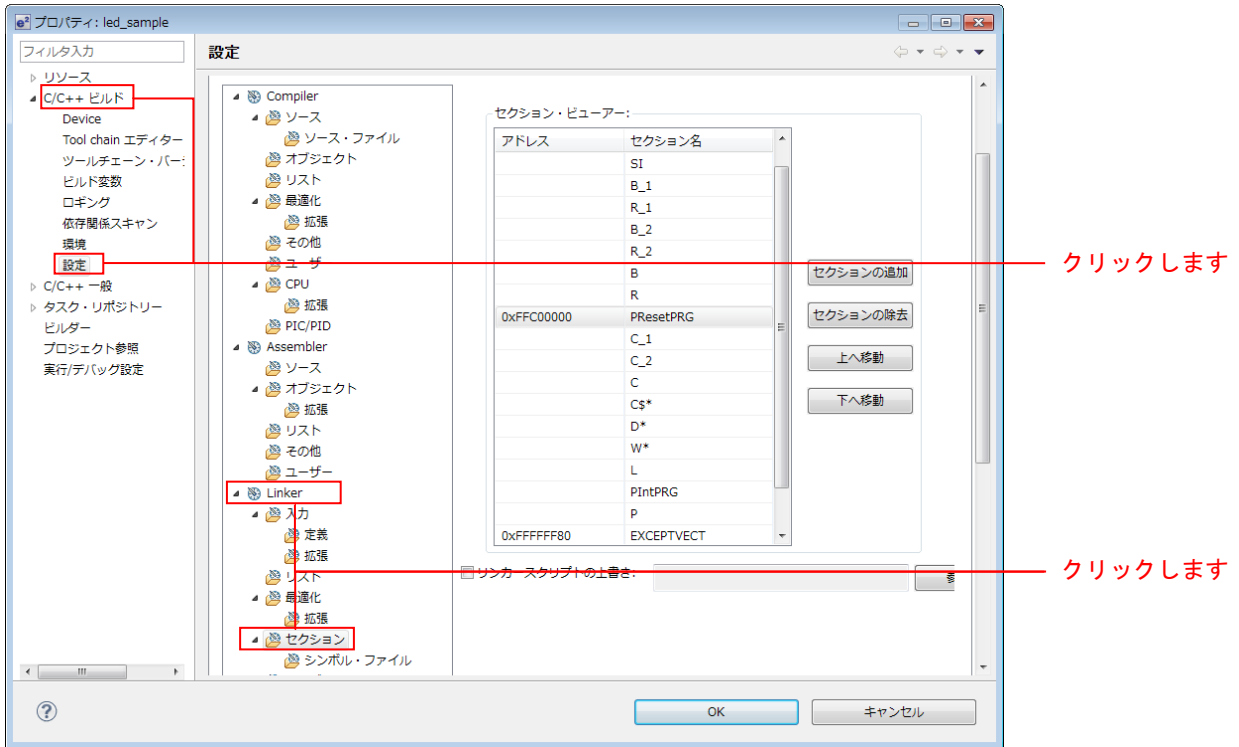 e² プロパティ: led_sample
フィルタ入力
リソース
C/C++ ビルド
Device
Tool chain エディター
ツールチェーン・バー
ビルド変数
ロギング
依存関係スキャン
環境
設定
C/C++ 一般
タスク・リポジトリー
ビルダー
プロジェクト参照
実行/デバッグ設定
設定
Compiler
ソース
ソース・ファイル
オブジェクト
リスト
最適化
拡張
その他
ユーザ
CPU
拡張
PIC/PID
Assembler
ソース
オブジェクト
拡張
リスト
その他
ユーザー
Linker
入力
定義
拡張
リスト
最適化
拡張
セクション
シンボル・ファイル
セクション・ビューアー:
アドレス セクション名
SI
B_1
R_1
B_2
R_2
B
R
0xFFC00000 PResetPRG
C_1
C_2
C
C$*
D*
W*
L
PIntPRG
P
0xFFFFFF80 EXCEPTVECT
セクションの追加
セクションの除去
上へ移動
下へ移動
リンカースクリプトの上書き:
OK
キャンセル
クリックします
クリックします